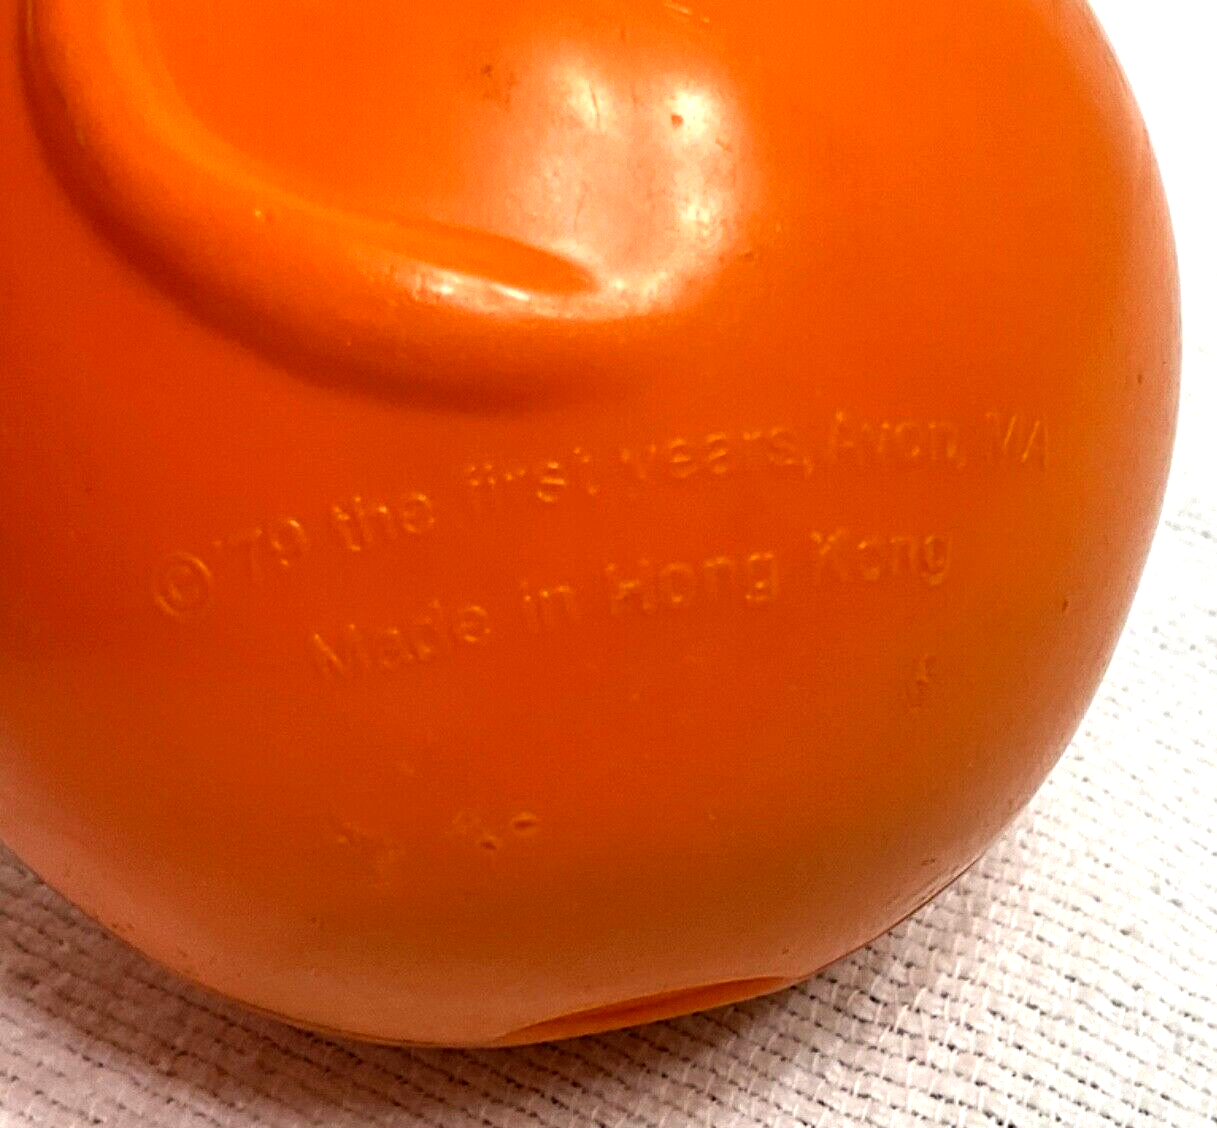 © '79 the first years, Avon, MA
Made in Hong Kong